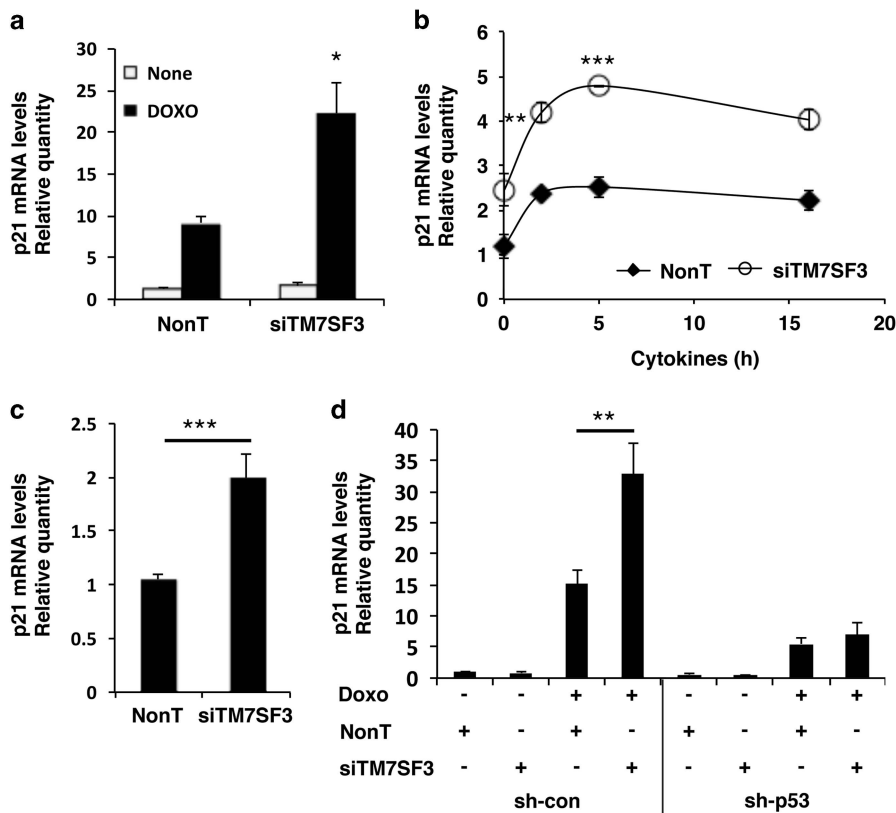 a
p21 mRNA levels
Relative quantity
30
25
20
15
10
5
0
None
DOXO
*
NonT siTM7SF3
b
p21 mRNA levels
Relative quantity
6
5
4
3
2
1
0
**
***
NonT siTM7SF3
0 5 10 15 20
Cytokines (h)
c
p21 mRNA levels
Relative quantity
2.5
2
1.5
1
0.5
0
***
NonT siTM7SF3
d
p21 mRNA levels
Relative quantity
40
35
30
25
20
15
10
5
0
**
Doxo - - + + - - + +
NonT + - + - + - + -
siTM7SF3 - + - + - + - +
sh-con sh-p53